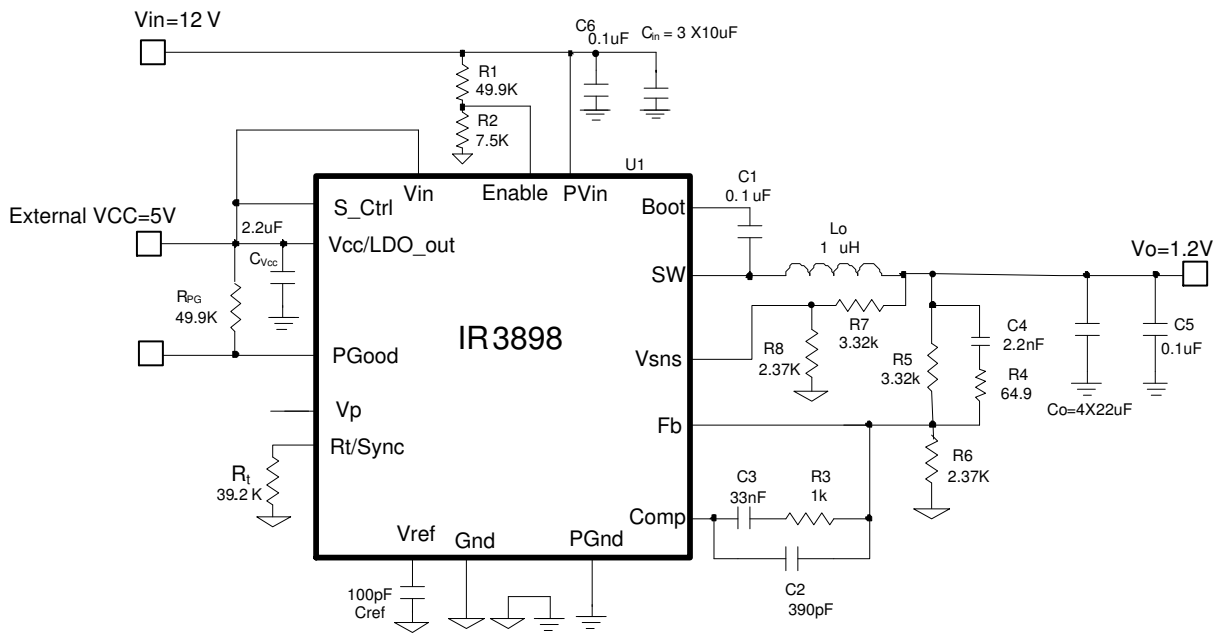 Vin=12 V
C6
0.1uF
Cin = 3 X10uF
R1
49.9K
R2
7.5K
U1
Vin
Enable
PVin
C1
0.1 uF
Boot
S_Ctrl
External VCC=5V
2.2uF
Vcc/LDO_out
CVcc
Lo
1 uH
Vo=1.2V
SW
RPG
49.9K
IR3898
R7
3.32k
R8
2.37K
Vsns
R5
3.32k
C4
2.2nF
R4
64.9
C5
0.1uF
PGood
Co=4X22uF
Vp
Fb
Rt/Sync
Rt
39.2 K
R6
2.37K
C3
33nF
R3
1k
Comp
Vref
Gnd
PGnd
C2
390pF
100pF
Cref